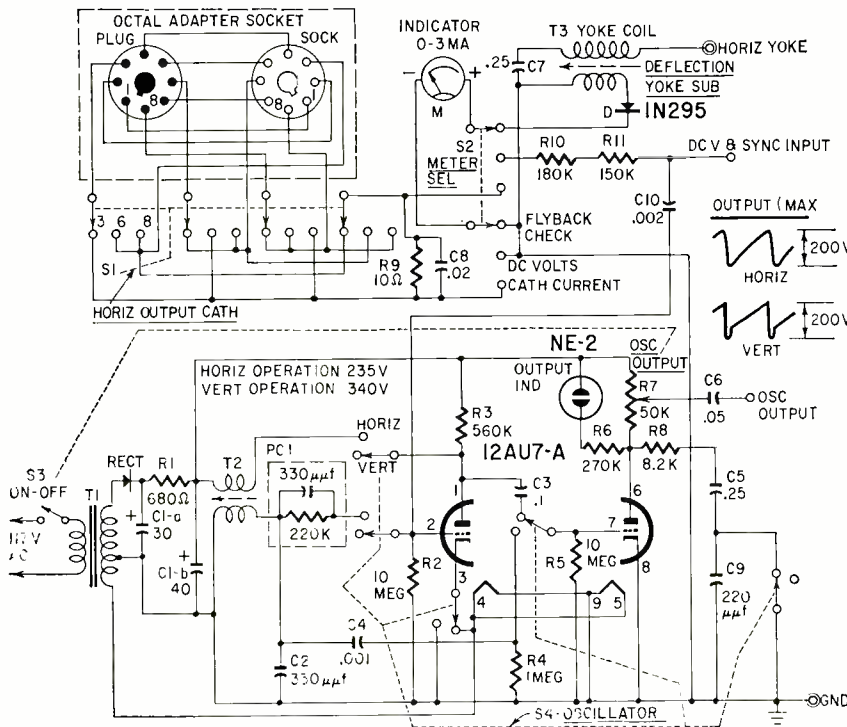 OCTAL ADAPTER SOCKET
PLUG
SOCK
1
8
8
1
3 6 8
S1
HORIZ OUTPUT CATH
INDICATOR
0-3MA
-
+
M
.25
C7
T3 YOKE COIL
HORIZ YOKE
DEFLECTION
YOKE SUB
D
1N295
S2
METER
SEL
R10
180K
R11
150K
DC V & SYNC INPUT
C10
.002
FLYBACK
CHECK
DC VOLTS
CATH CURRENT
R9
10Ω
C8
.02
OUTPUT (MAX
200V
HORIZ
200V
VERT
HORIZ OPERATION 235V
VERT OPERATION 340V
NE-2
OUTPUT
IND
OSC
OUTPUT
R7
50K
C6
.05
OSC
OUTPUT
R3
560K
R6
270K
R8
8.2K
12AU7-A
HORIZ
VERT
PC1
330μμf
220K
T2
S3
ON-OFF
T1
RECT
R1
680Ω
+
C1-a
30
+
C1-b
40
C3
.1
1
2
3
6
7
8
4
9
5
R2
10
MEG
R5
10
MEG
C5
.25
C9
220
μμf
C4
.001
C2
330μμf
R4
1MEG
S4-OSCILLATOR
GND